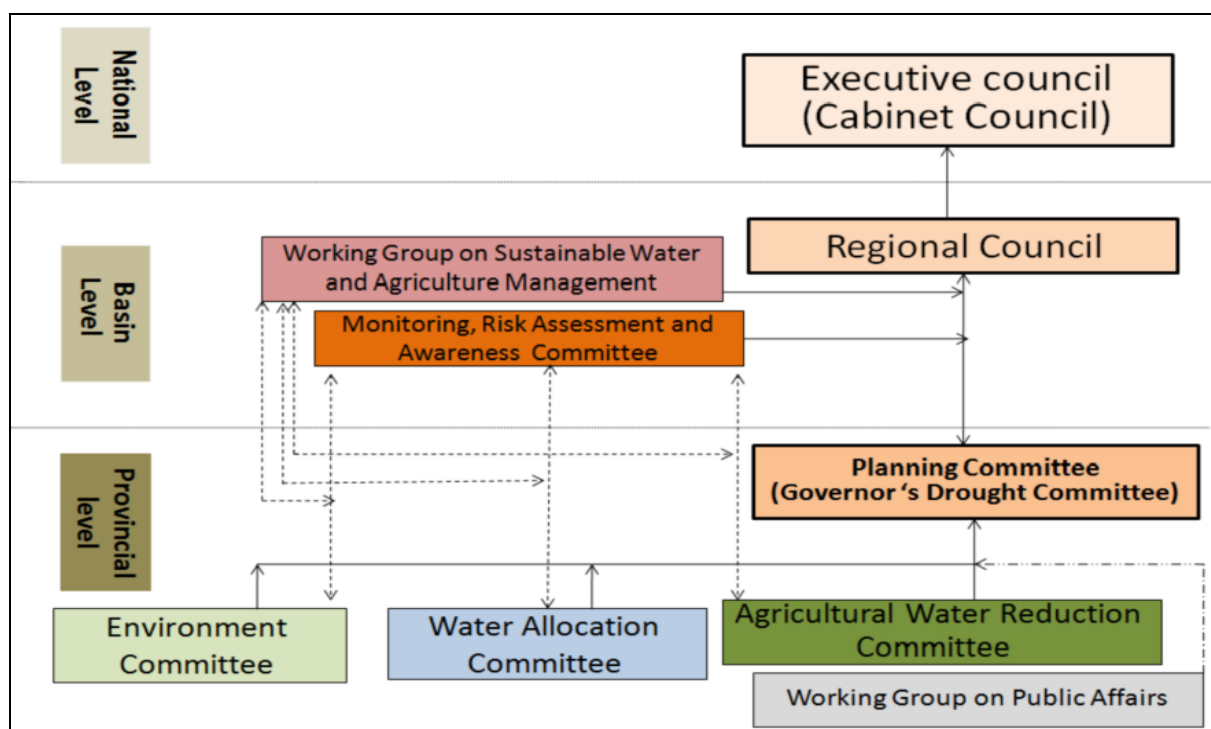 National
Level
Executive council
(Cabinet Council)
Basin
Level
Regional Council
Working Group on Sustainable Water
and Agriculture Management
Monitoring, Risk Assessment and
Awareness Committee
Provincial
level
Planning Committee
(Governor 's Drought Committee)
Environment
Committee
Water Allocation
Committee
Agricultural Water Reduction
Committee
Working Group on Public Affairs